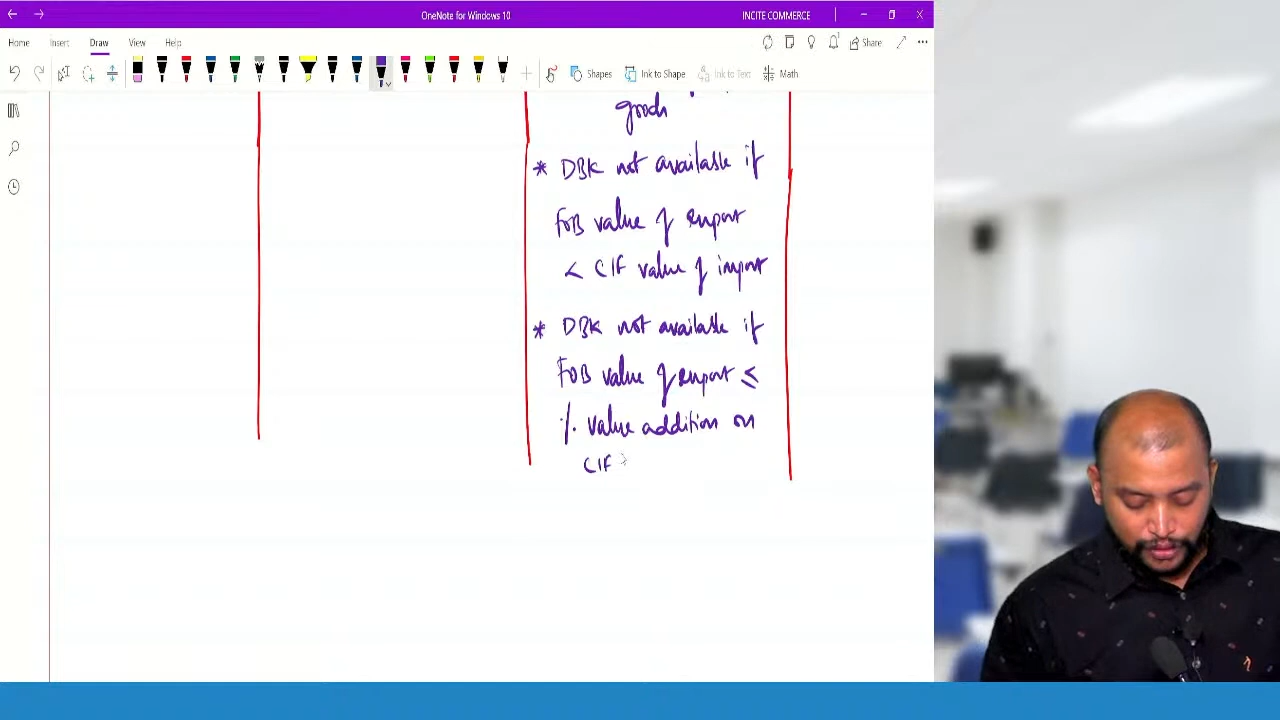 OneNote for Windows 10
INCITE COMMERCE
Home Insert Draw View Help
Share
Shapes Ink to Shape Ink to Text Math
goods
* DBK not available if
FOB value of export
< CIF value of import
* DBK not available if
FOB value of export ≤
% value addition on
CIF